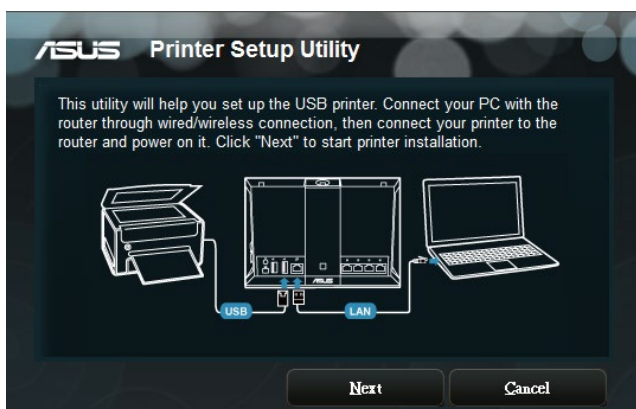 ASUS Printer Setup Utility
This utility will help you set up the USB printer. Connect your PC with the
router through wired/wireless connection, then connect your printer to the
router and power on it. Click "Next" to start printer installation.
ASUS
USB
LAN
Next
Cancel